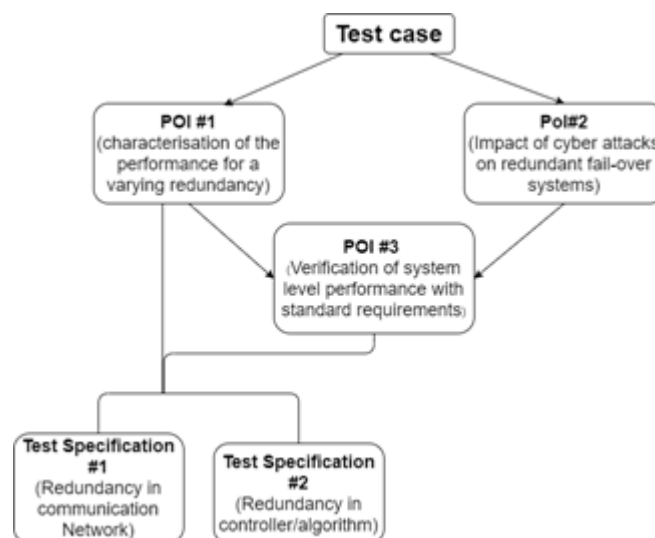 Test case
POI #1
(characterisation of the
performance for a
varying redundancy)
PoI#2
(Impact of cyber attacks
on redundant fail-over
systems)
POI #3
(Verification of system
level performance with
standard requirements)
Test Specification
#1
(Redundancy in
communication
Network)
Test Specification
#2
(Redundancy in
controller/algorithm)